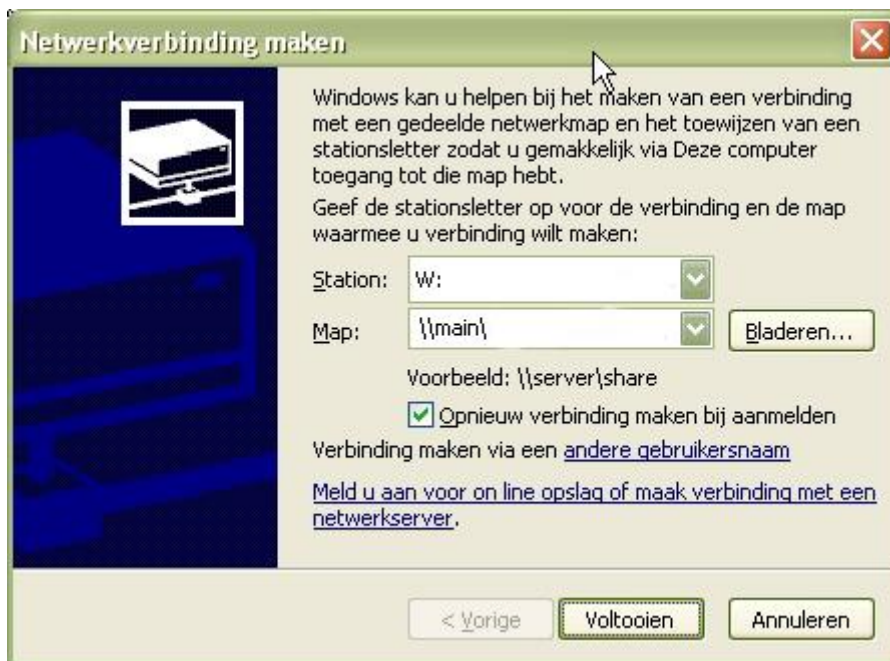 Netwerkverbinding maken
Windows kan u helpen bij het maken van een verbinding
met een gedeelde netwerkmap en het toewijzen van een
stationsletter zodat u gemakkelijk via Deze computer
toegang tot die map hebt.
Geef de stationsletter op voor de verbinding en de map
waarmee u verbinding wilt maken:
Station: W:
Map: \\main\ Bladeren...
Voorbeeld: \\server\share
Opnieuw verbinding maken bij aanmelden
Verbinding maken via een andere gebruikersnaam
Meld u aan voor on line opslag of maak verbinding met een
netwerkserver.
< Vorige Voltooien Annuleren